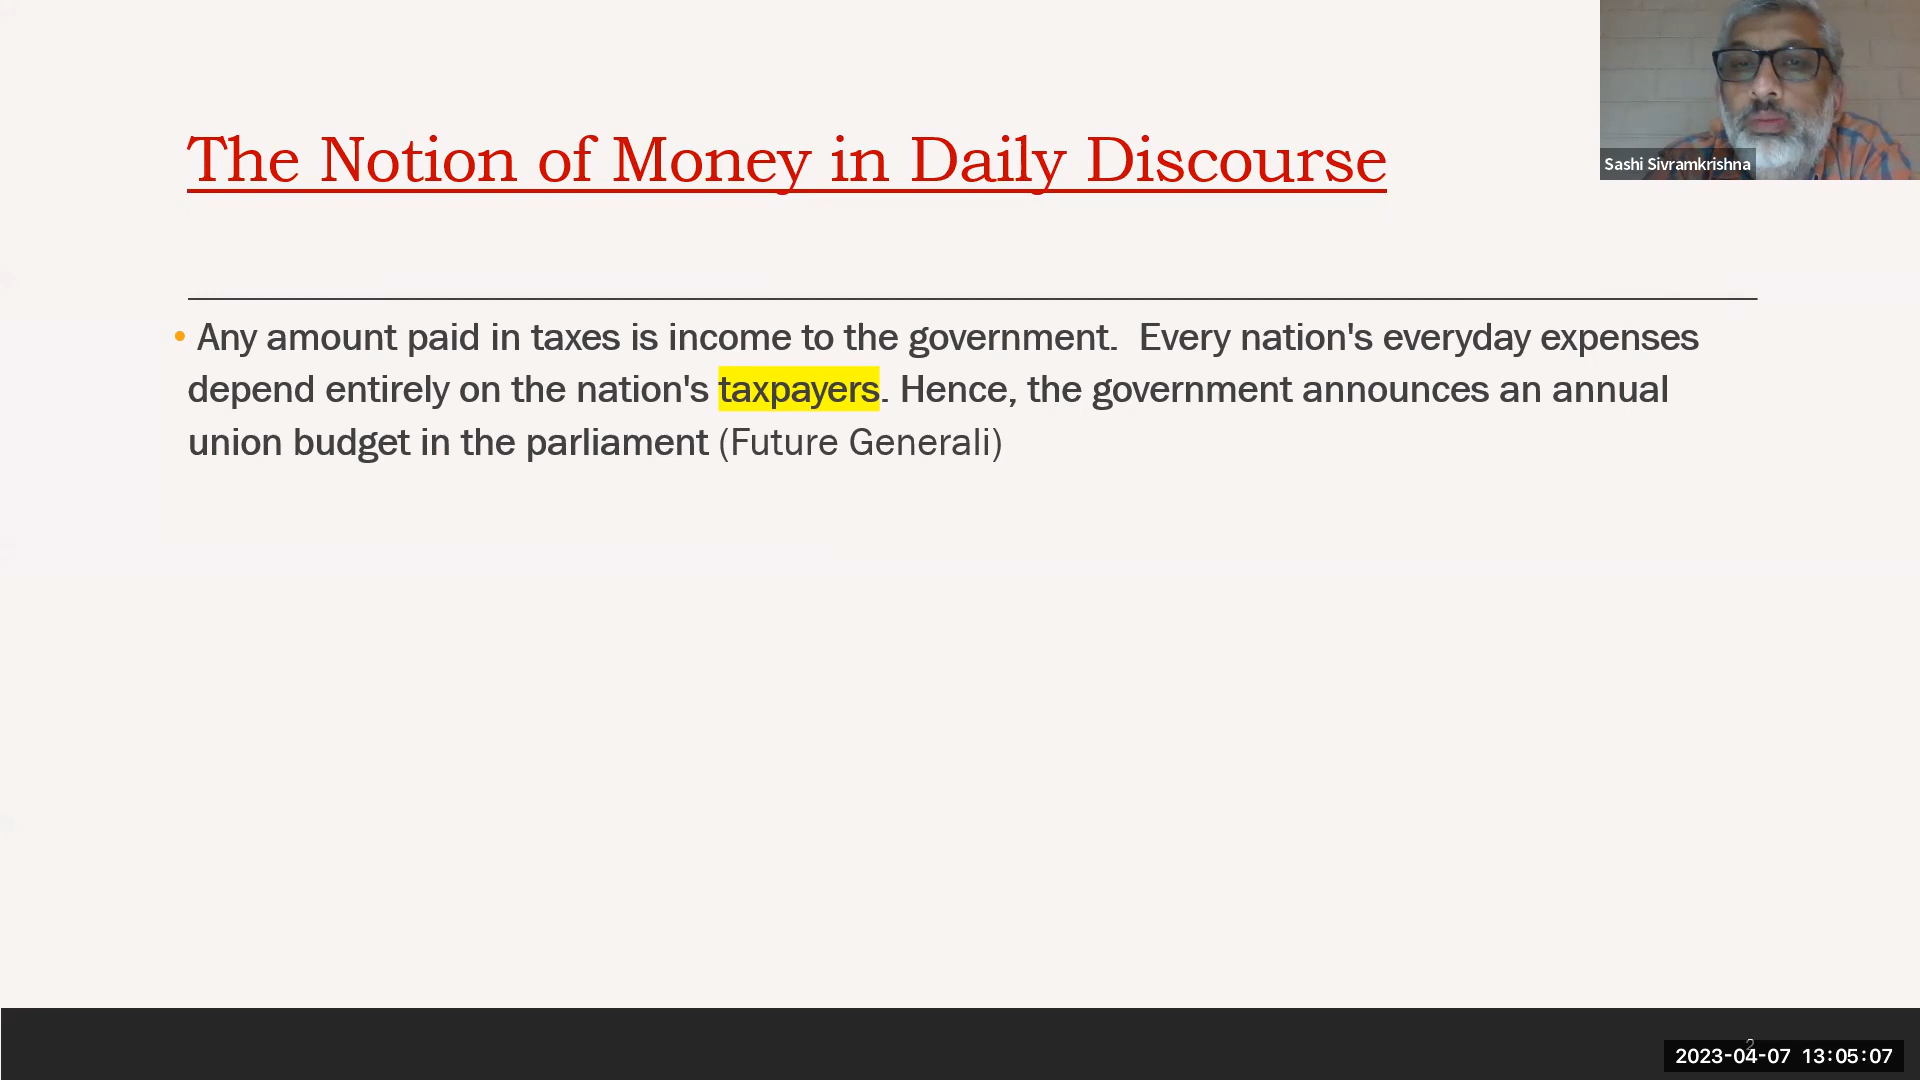 The Notion of Money in Daily Discourse
Sashi Sivramkrishna
• Any amount paid in taxes is income to the government.  Every nation's everyday expenses
depend entirely on the nation's taxpayers. Hence, the government announces an annual
union budget in the parliament (Future Generali)
2
2023-04-07 13:05:07